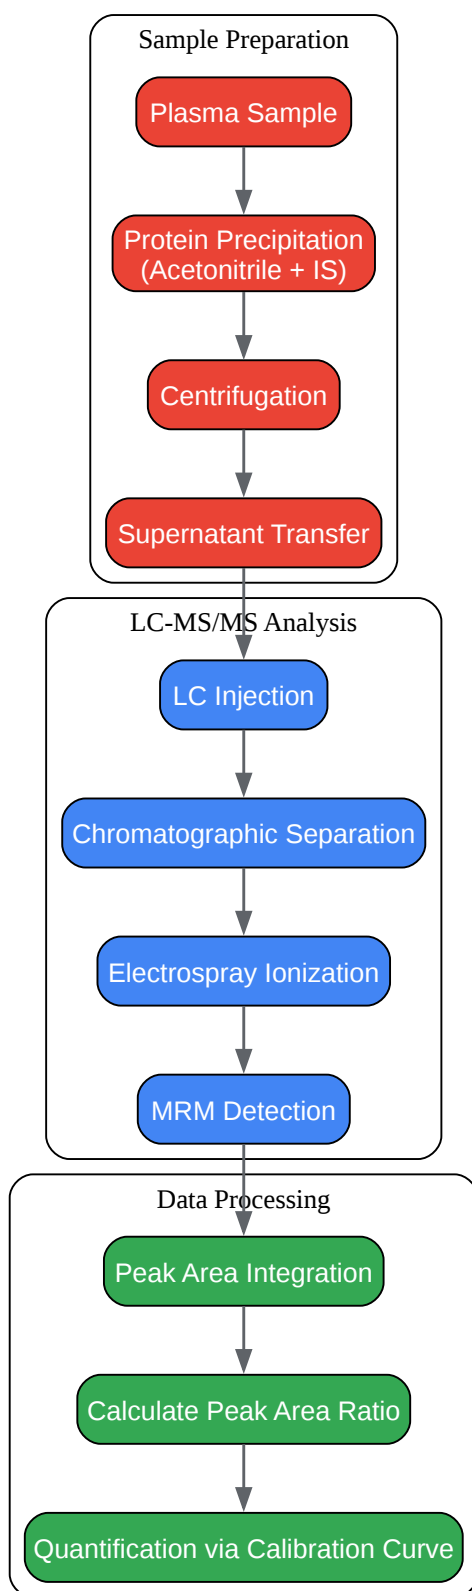 Sample Preparation
Plasma Sample
Protein Precipitation
(Acetonitrile + IS)
Centrifugation
Supernatant Transfer
LC-MS/MS Analysis
LC Injection
Chromatographic Separation
Electrospray Ionization
MRM Detection
Data Processing
Peak Area Integration
Calculate Peak Area Ratio
Quantification via Calibration Curve